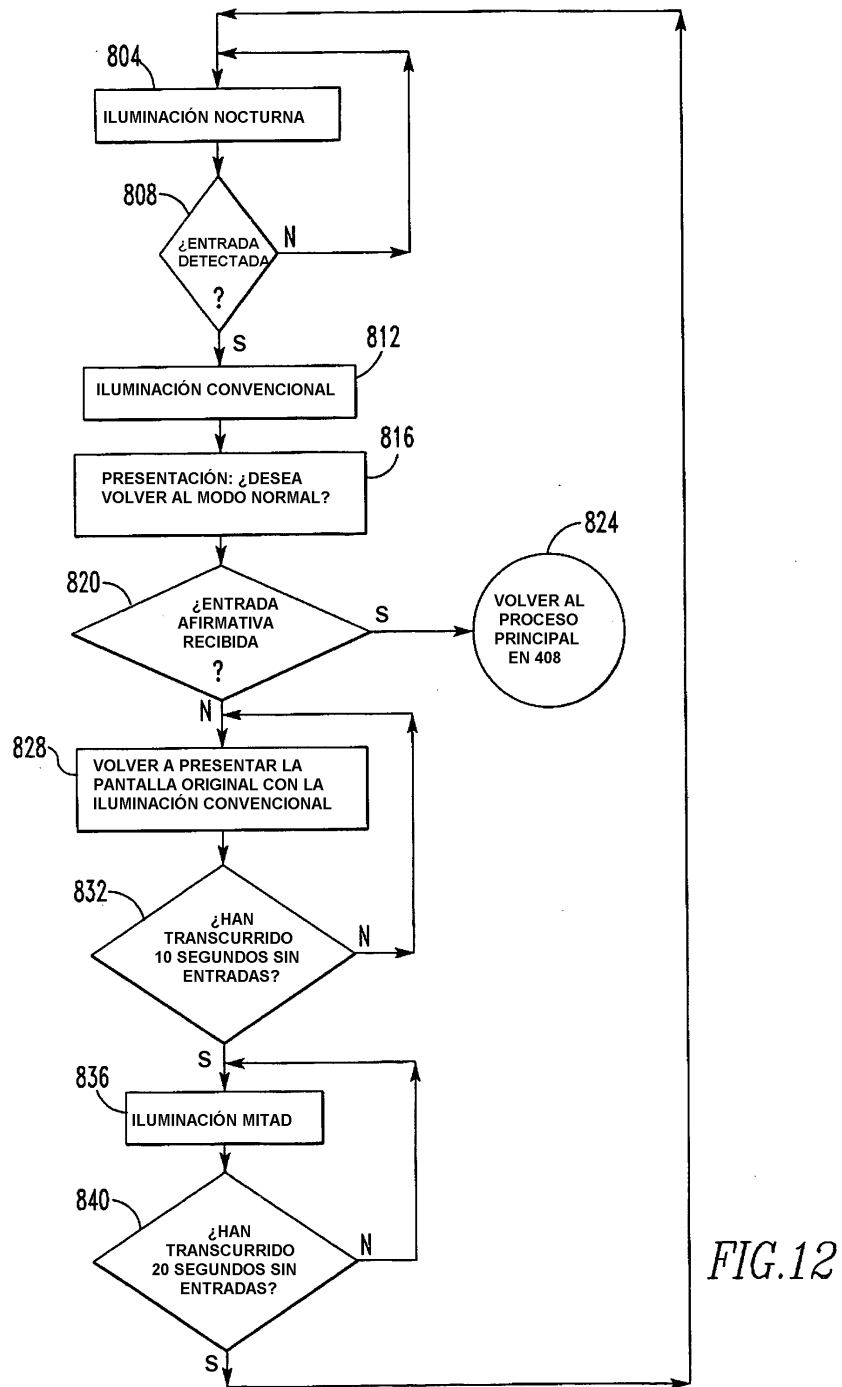 804
ILUMINACIÓN NOCTURNA
808
¿ENTRADA
DETECTADA
?
N
S
812
ILUMINACIÓN CONVENCIONAL
816
PRESENTACIÓN: ¿DESEA
VOLVER AL MODO NORMAL?
820
¿ENTRADA
AFIRMATIVA
RECIBIDA
?
S
824
VOLVER AL
PROCESO
PRINCIPAL
EN 408
N
828
VOLVER A PRESENTAR LA
PANTALLA ORIGINAL CON LA
ILUMINACIÓN CONVENCIONAL
832
¿HAN
TRANSCURRIDO
10 SEGUNDOS SIN
ENTRADAS?
N
S
836
ILUMINACIÓN MITAD
840
¿HAN
TRANSCURRIDO
20 SEGUNDOS SIN
ENTRADAS?
N
S
FIG.12